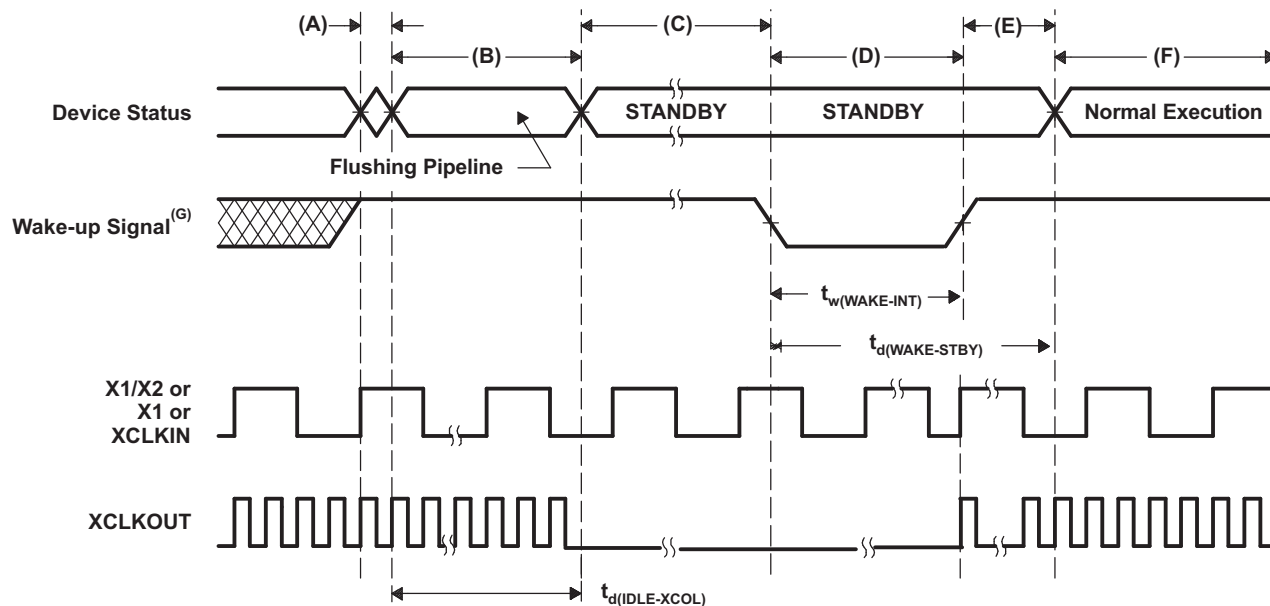 (A)
(B)
(C)
(D)
(E)
(F)
Device Status
STANDBY
STANDBY
Normal Execution
Flushing Pipeline
Wake-up Signal(G)
tw(WAKE-INT)
td(WAKE-STBY)
X1/X2 or
X1 or
XCLKIN
XCLKOUT
td(IDLE-XCOL)